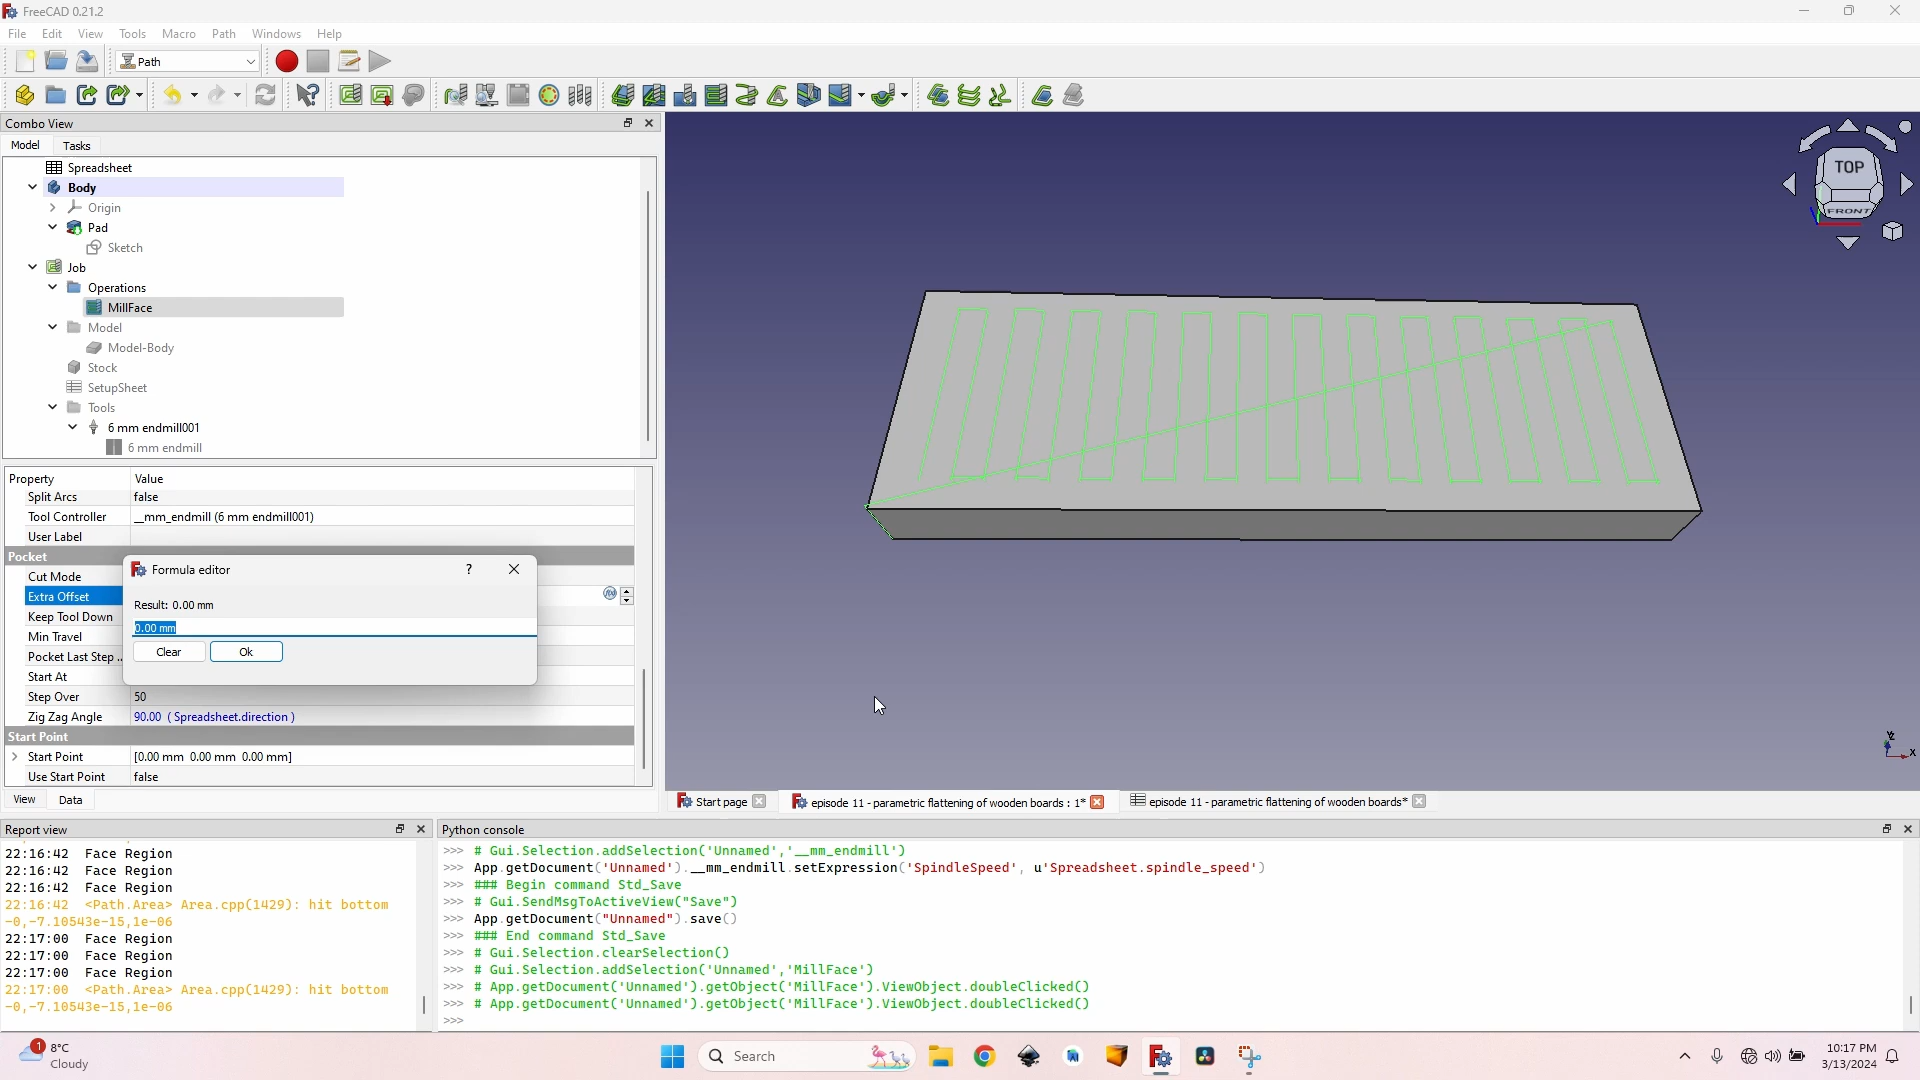 FreeCAD 0.21.2
File Edit View Tools Macro Path Windows Help
Path
Combo View
Model Tasks
Spreadsheet
Body
Origin
Pad
Sketch
Job
Operations
MillFace
Model
Model-Body
Stock
SetupSheet
Tools
6 mm endmill001
6 mm endmill
Property Value
Split Arcs false
Tool Controller __mm_endmill (6 mm endmill001)
User Label
Pocket
Cut Mode
Extra Offset
Keep Tool Down
Min Travel
Pocket Last Step ...
Start At
Step Over 50
Zig Zag Angle 90.00 ( Spreadsheet.direction )
Start Point
Start Point [0.00 mm 0.00 mm 0.00 mm]
Use Start Point false
View Data
Formula editor ?
Result: 0.00 mm
0.00 mm
Clear Ok
f(x)
TOP
FRONT
Z
Y
X
Start page
episode 11 - parametric flattening of wooden boards : 1*
episode 11 - parametric flattening of wooden boards*
Report view
22:16:42 Face Region
22:16:42 Face Region
22:16:42 Face Region
22:16:42 <Path.Area> Area.cpp(1429): hit bottom
-0,-7.10543e-15,1e-06
22:17:00 Face Region
22:17:00 Face Region
22:17:00 Face Region
22:17:00 <Path.Area> Area.cpp(1429): hit bottom
-0,-7.10543e-15,1e-06
Python console
>>> # Gui.Selection.addSelection('Unnamed','__mm_endmill')
>>> App.getDocument('Unnamed').__mm_endmill.setExpression('SpindleSpeed', u'Spreadsheet.spindle_speed')
>>> ### Begin command Std_Save
>>> # Gui.SendMsgToActiveView("Save")
>>> App.getDocument("Unnamed").save()
>>> ### End command Std_Save
>>> # Gui.Selection.clearSelection()
>>> # Gui.Selection.addSelection('Unnamed','MillFace')
>>> # App.getDocument('Unnamed').getObject('MillFace').ViewObject.doubleClicked()
>>> # App.getDocument('Unnamed').getObject('MillFace').ViewObject.doubleClicked()
>>>
1
8°C
Cloudy
Search
10:17 PM
3/13/2024